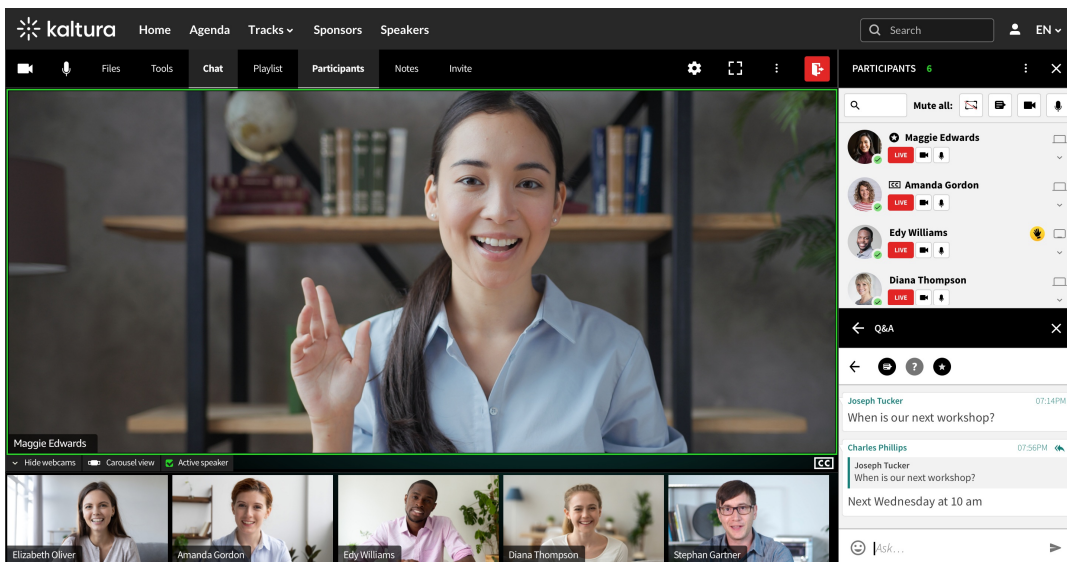 kaltura Home Agenda Tracks Sponsors Speakers Search EN
Files Tools Chat Playlist Participants Notes Invite
Maggie Edwards
Hide webcams Carousel view Active speaker CC
Elizabeth Oliver
Amanda Gordon
Edy Williams
Diana Thompson
Stephan Gartner
PARTICIPANTS 6
Mute all:
Maggie Edwards
LIVE
CC Amanda Gordon
LIVE
Edy Williams
LIVE
Diana Thompson
LIVE
Q&A
?
Joseph Tucker 07:14PM
When is our next workshop?
Charles Phillips 07:56PM
Joseph Tucker
When is our next workshop?
Next Wednesday at 10 am
Ask...